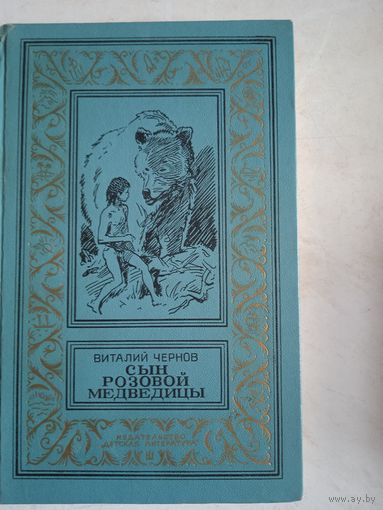 ВИТАЛИЙ ЧЕРНОВ
СЫН
РОЗОВОЙ
МЕДВЕДИЦЫ
ИЗДАТЕЛЬСТВО
ДЕТСКАЯ ЛИТЕРАТУРА
www.ay.by